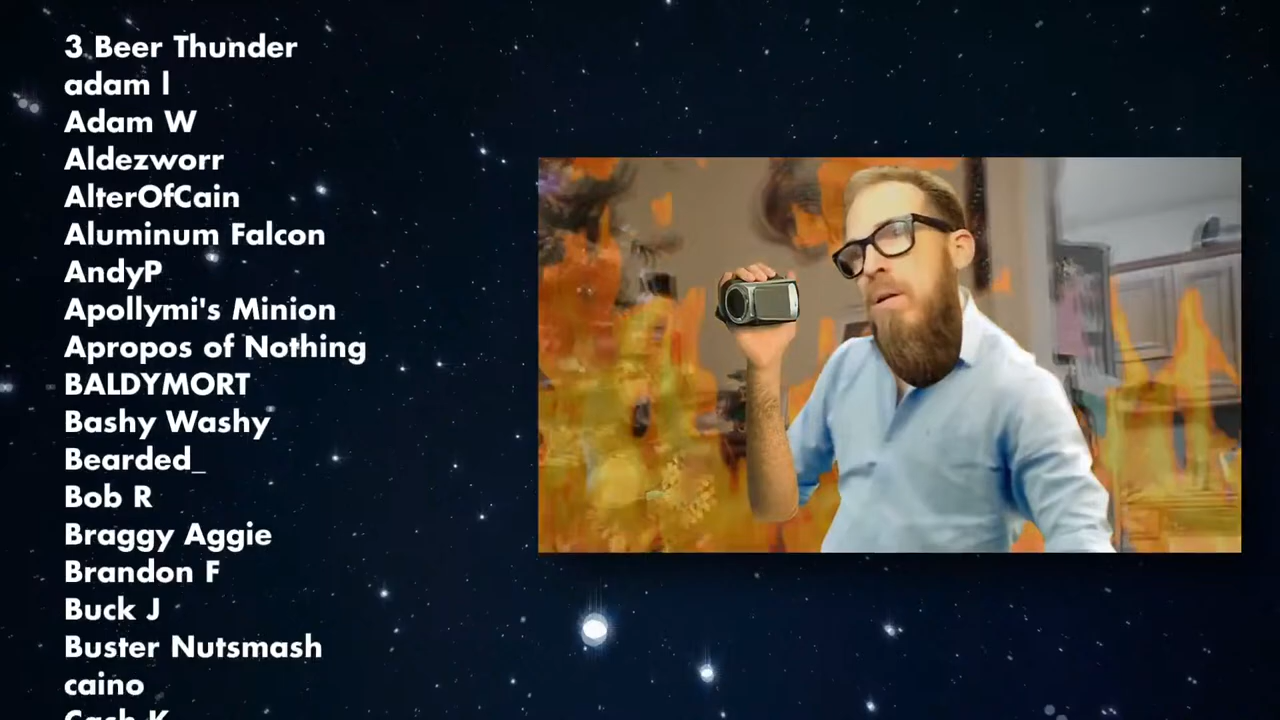 3 Beer Thunder
adam l
Adam W
Aldezworr
AlterOfCain
Aluminum Falcon
AndyP
Apollymi's Minion
Apropos of Nothing
BALDYMORT
Bashy Washy
Bearded_
Bob R
Braggy Aggie
Brandon F
Buck J
Buster Nutsmash
caino
Cash K